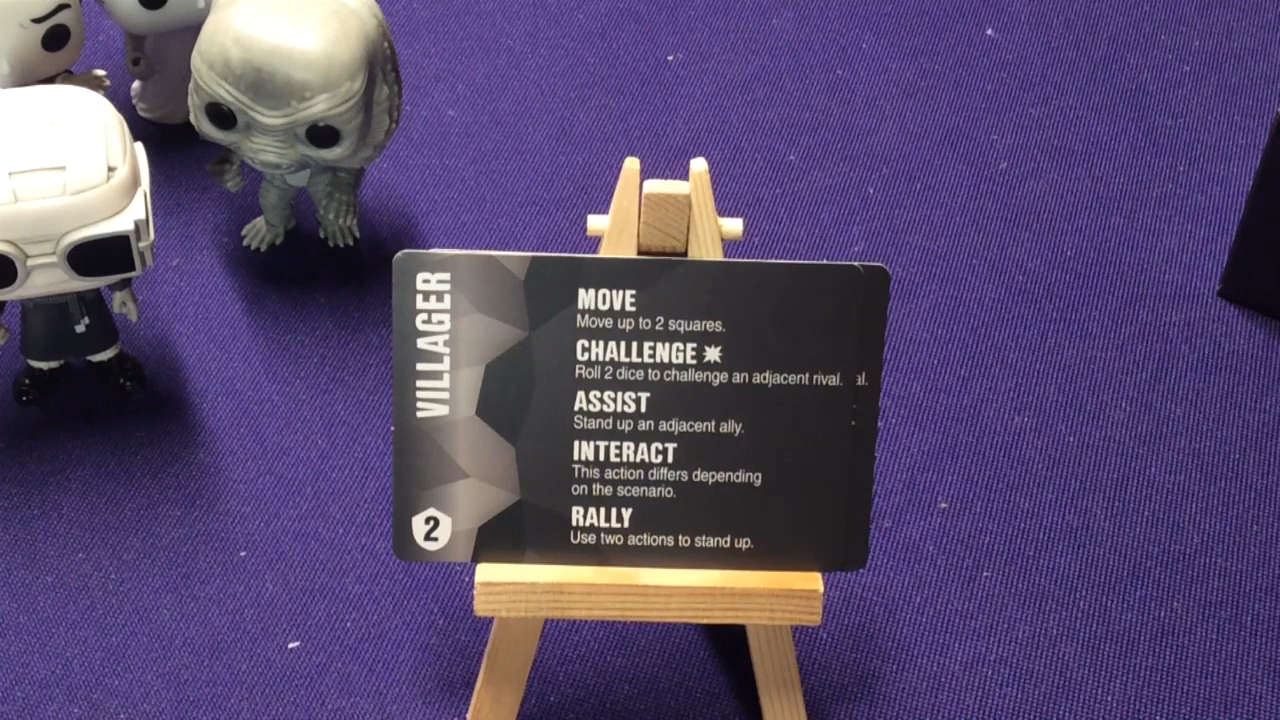 VILLAGER
2
MOVE
Move up to 2 squares.
CHALLENGE
Roll 2 dice to challenge an adjacent rival.
al.
ASSIST
Stand up an adjacent ally.
INTERACT
This action differs depending
on the scenario.
RALLY
Use two actions to stand up.